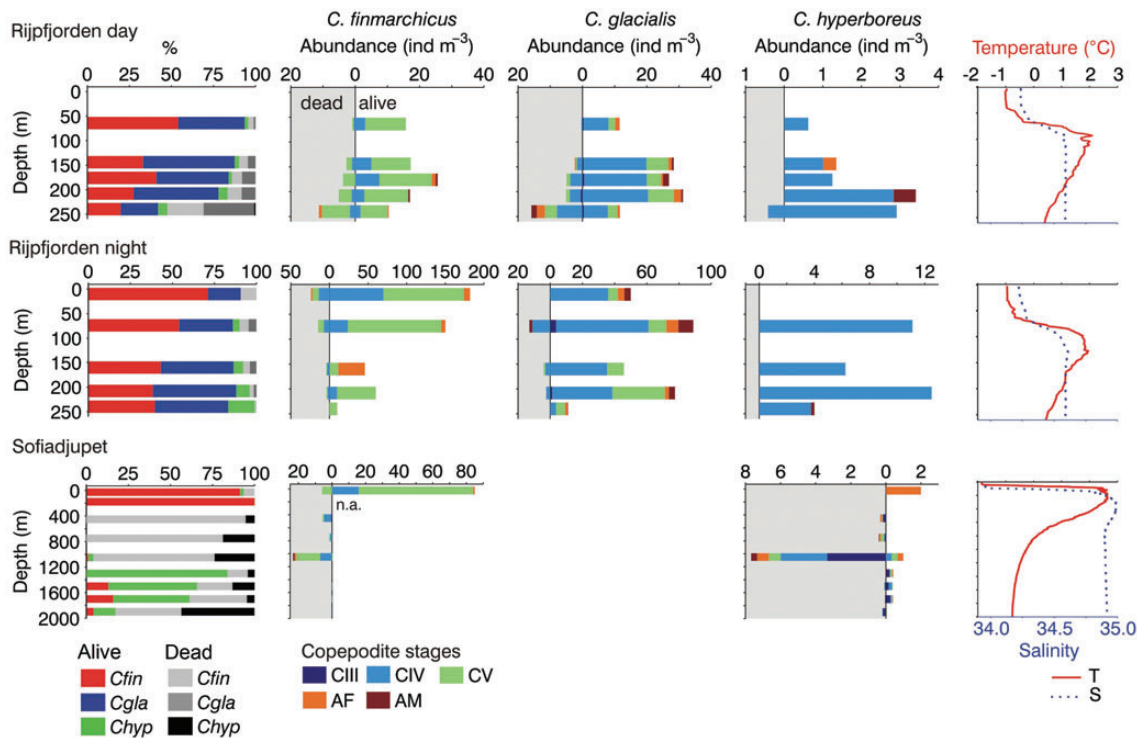 Rijpfjorden day
%
C. finmarchicus
Abundance (ind m⁻³)
C. glacialis
Abundance (ind m⁻³)
C. hyperboreus
Abundance (ind m⁻³)
Temperature (°C)
0 25 50 75 100
20 0 20 40
20 0 20 40
0 1 2 3 4
-2 -1 0 1 2 3
dead alive
Depth (m)
0
50
100
150
200
250
Rijpfjorden night
0 25 50 75 100
50 0 50 100 150 200
20 0 20 60 100
0 4 8 12
Depth (m)
0
50
100
150
200
250
Sofiadjupet
0 25 50 75 100
20 0 20 40 60 80
8 6 4 2 0 2
n.a.
Depth (m)
0
400
800
1200
1600
2000
34.0 34.5 35.0
Salinity
T
S
Alive Dead
Cfin Cfin
Cgla Cgla
Chyp Chyp
Copepodite stages
CIII CIV CV
AF AM